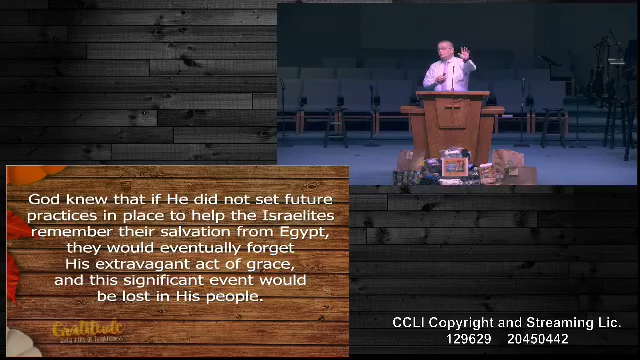 God knew that if He did not set future
practices in place to help the Israelites
remember their salvation from Egypt,
they would eventually forget
His extravagant act of grace,
and this significant event would
be lost in His people.
Gratitude
CCLI Copyright and Streaming Lic.
129629 20450442